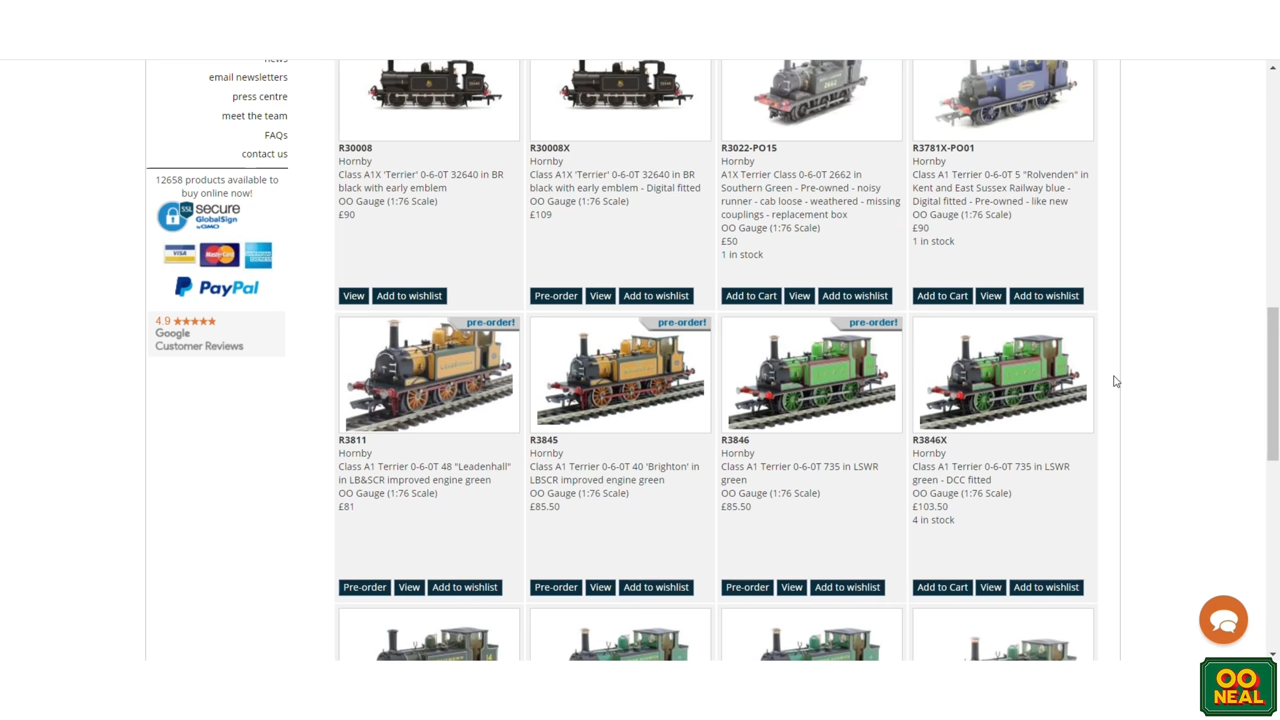 news
email newsletters
press centre
meet the team
FAQs
contact us
12658 products available to
buy online now!
SSL
secure
GlobalSign
by GMO
VISA
MasterCard
PayPal
4.9 ★★★★★
Google
Customer Reviews
R30008
Hornby
Class A1X 'Terrier' 0-6-0T 32640 in BR
black with early emblem
OO Gauge (1:76 Scale)
£90
View
Add to wishlist
R30008X
Hornby
Class A1X 'Terrier' 0-6-0T 32640 in BR
black with early emblem - Digital fitted
OO Gauge (1:76 Scale)
£109
Pre-order
View
Add to wishlist
2662
R3022-PO15
Hornby
A1X Terrier Class 0-6-0T 2662 in
Southern Green - Pre-owned - noisy
runner - cab loose - weathered - missing
couplings - replacement box
OO Gauge (1:76 Scale)
£50
1 in stock
Add to Cart
View
Add to wishlist
R3781X-PO01
Hornby
Class A1 Terrier 0-6-0T 5 "Rolvenden" in
Kent and East Sussex Railway blue -
Digital fitted - Pre-owned - like new
OO Gauge (1:76 Scale)
£90
1 in stock
Add to Cart
View
Add to wishlist
pre-order!
R3811
Hornby
Class A1 Terrier 0-6-0T 48 "Leadenhall"
in LB&SCR improved engine green
OO Gauge (1:76 Scale)
£81
Pre-order
View
Add to wishlist
pre-order!
R3845
Hornby
Class A1 Terrier 0-6-0T 40 'Brighton' in
LBSCR improved engine green
OO Gauge (1:76 Scale)
£85.50
Pre-order
View
Add to wishlist
pre-order!
R3846
Hornby
Class A1 Terrier 0-6-0T 735 in LSWR
green
OO Gauge (1:76 Scale)
£85.50
Pre-order
View
Add to wishlist
R3846X
Hornby
Class A1 Terrier 0-6-0T 735 in LSWR
green - DCC fitted
OO Gauge (1:76 Scale)
£103.50
4 in stock
Add to Cart
View
Add to wishlist
OO
NEAL